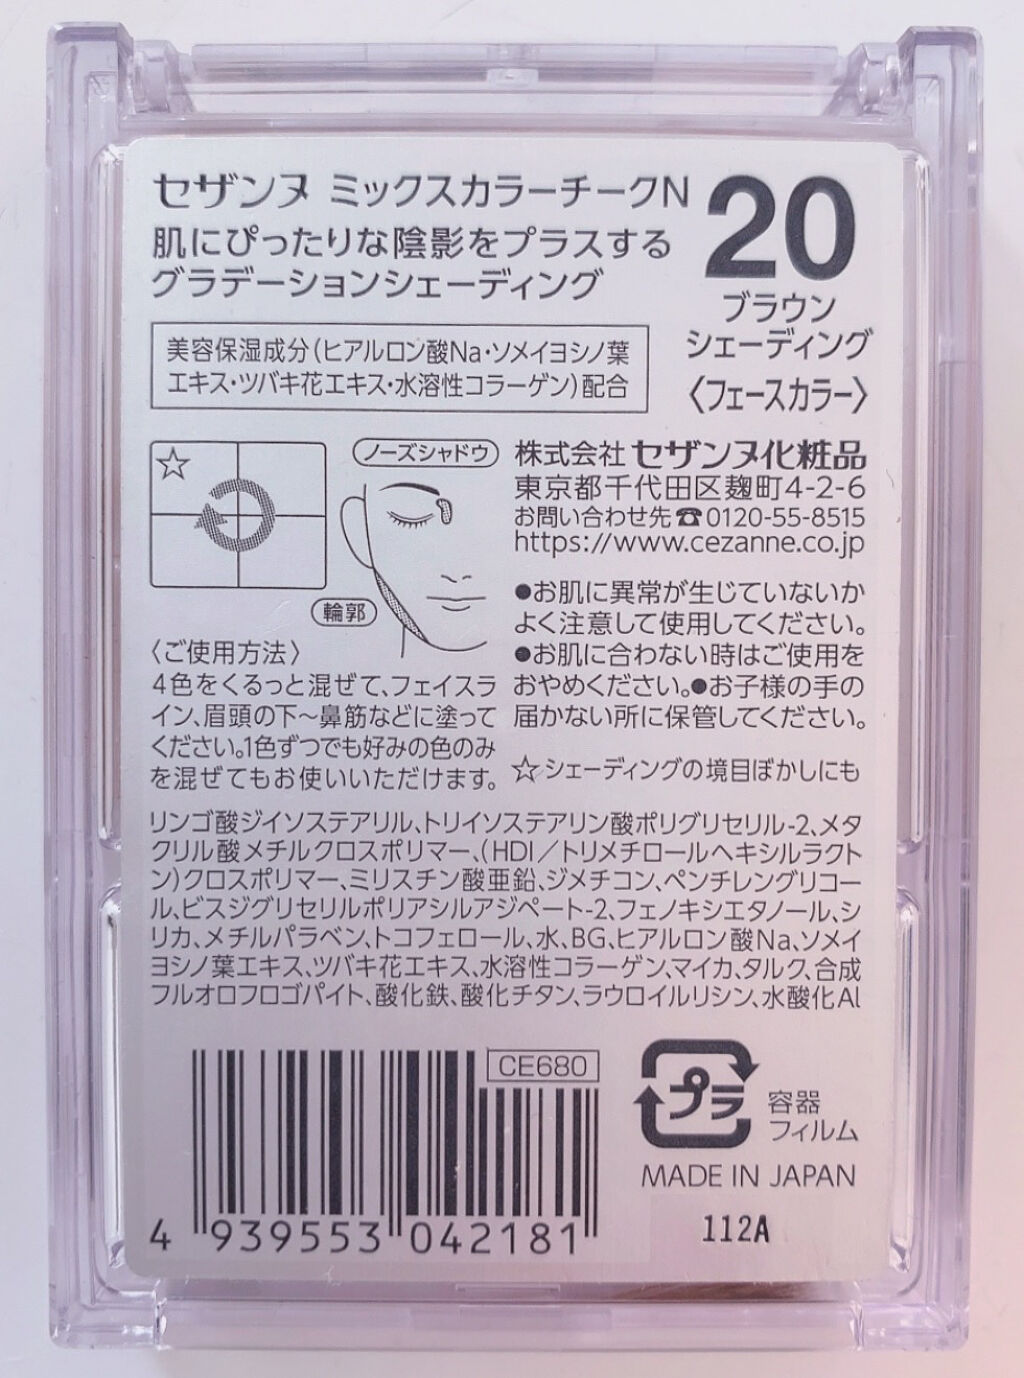 セザンヌ ミックスカラーチークN
肌にぴったりな陰影をプラスする
グラデーションシェーディング
20
ブラウン
シェーディング
〈フェースカラー〉
美容保湿成分(ヒアルロン酸Na・ソメイヨシノ葉
エキス・ツバキ花エキス・水溶性コラーゲン)配合
☆
ノーズシャドウ
輪郭
〈ご使用方法〉
4色をくるっと混ぜて、フェイスラ
イン、眉頭の下～鼻筋などに塗って
ください。1色ずつでも好みの色のみ
を混ぜてもお使いいただけます。
株式会社 セザンヌ化粧品
東京都千代田区麹町4-2-6
お問い合わせ先☎0120-55-8515
https://www.cezanne.co.jp
●お肌に異常が生じていないか
よく注意して使用してください。
●お肌に合わない時はご使用を
おやめください。●お子様の手の
届かない所に保管してください。
☆シェーディングの境目ぼかしにも
リンゴ酸ジイソステアリル、トリイソステアリン酸ポリグリセリル-2、メタ
クリル酸メチルクロスポリマー、(HDI／トリメチロールヘキシルラクト
ン)クロスポリマー、ミリスチン酸亜鉛、ジメチコン、ペンチレングリコー
ル、ビスジグリセリルポリアシルアジペート-2、フェノキシエタノール、シ
リカ、メチルパラベン、トコフェロール、水、BG、ヒアルロン酸Na、ソメイ
ヨシノ葉エキス、ツバキ花エキス、水溶性コラーゲン、マイカ、タルク、合成
フルオロフロゴパイト、酸化鉄、酸化チタン、ラウロイルリシン、水酸化Al
CE680
4 939553 042181
プラ
容器
フィルム
MADE IN JAPAN
112A